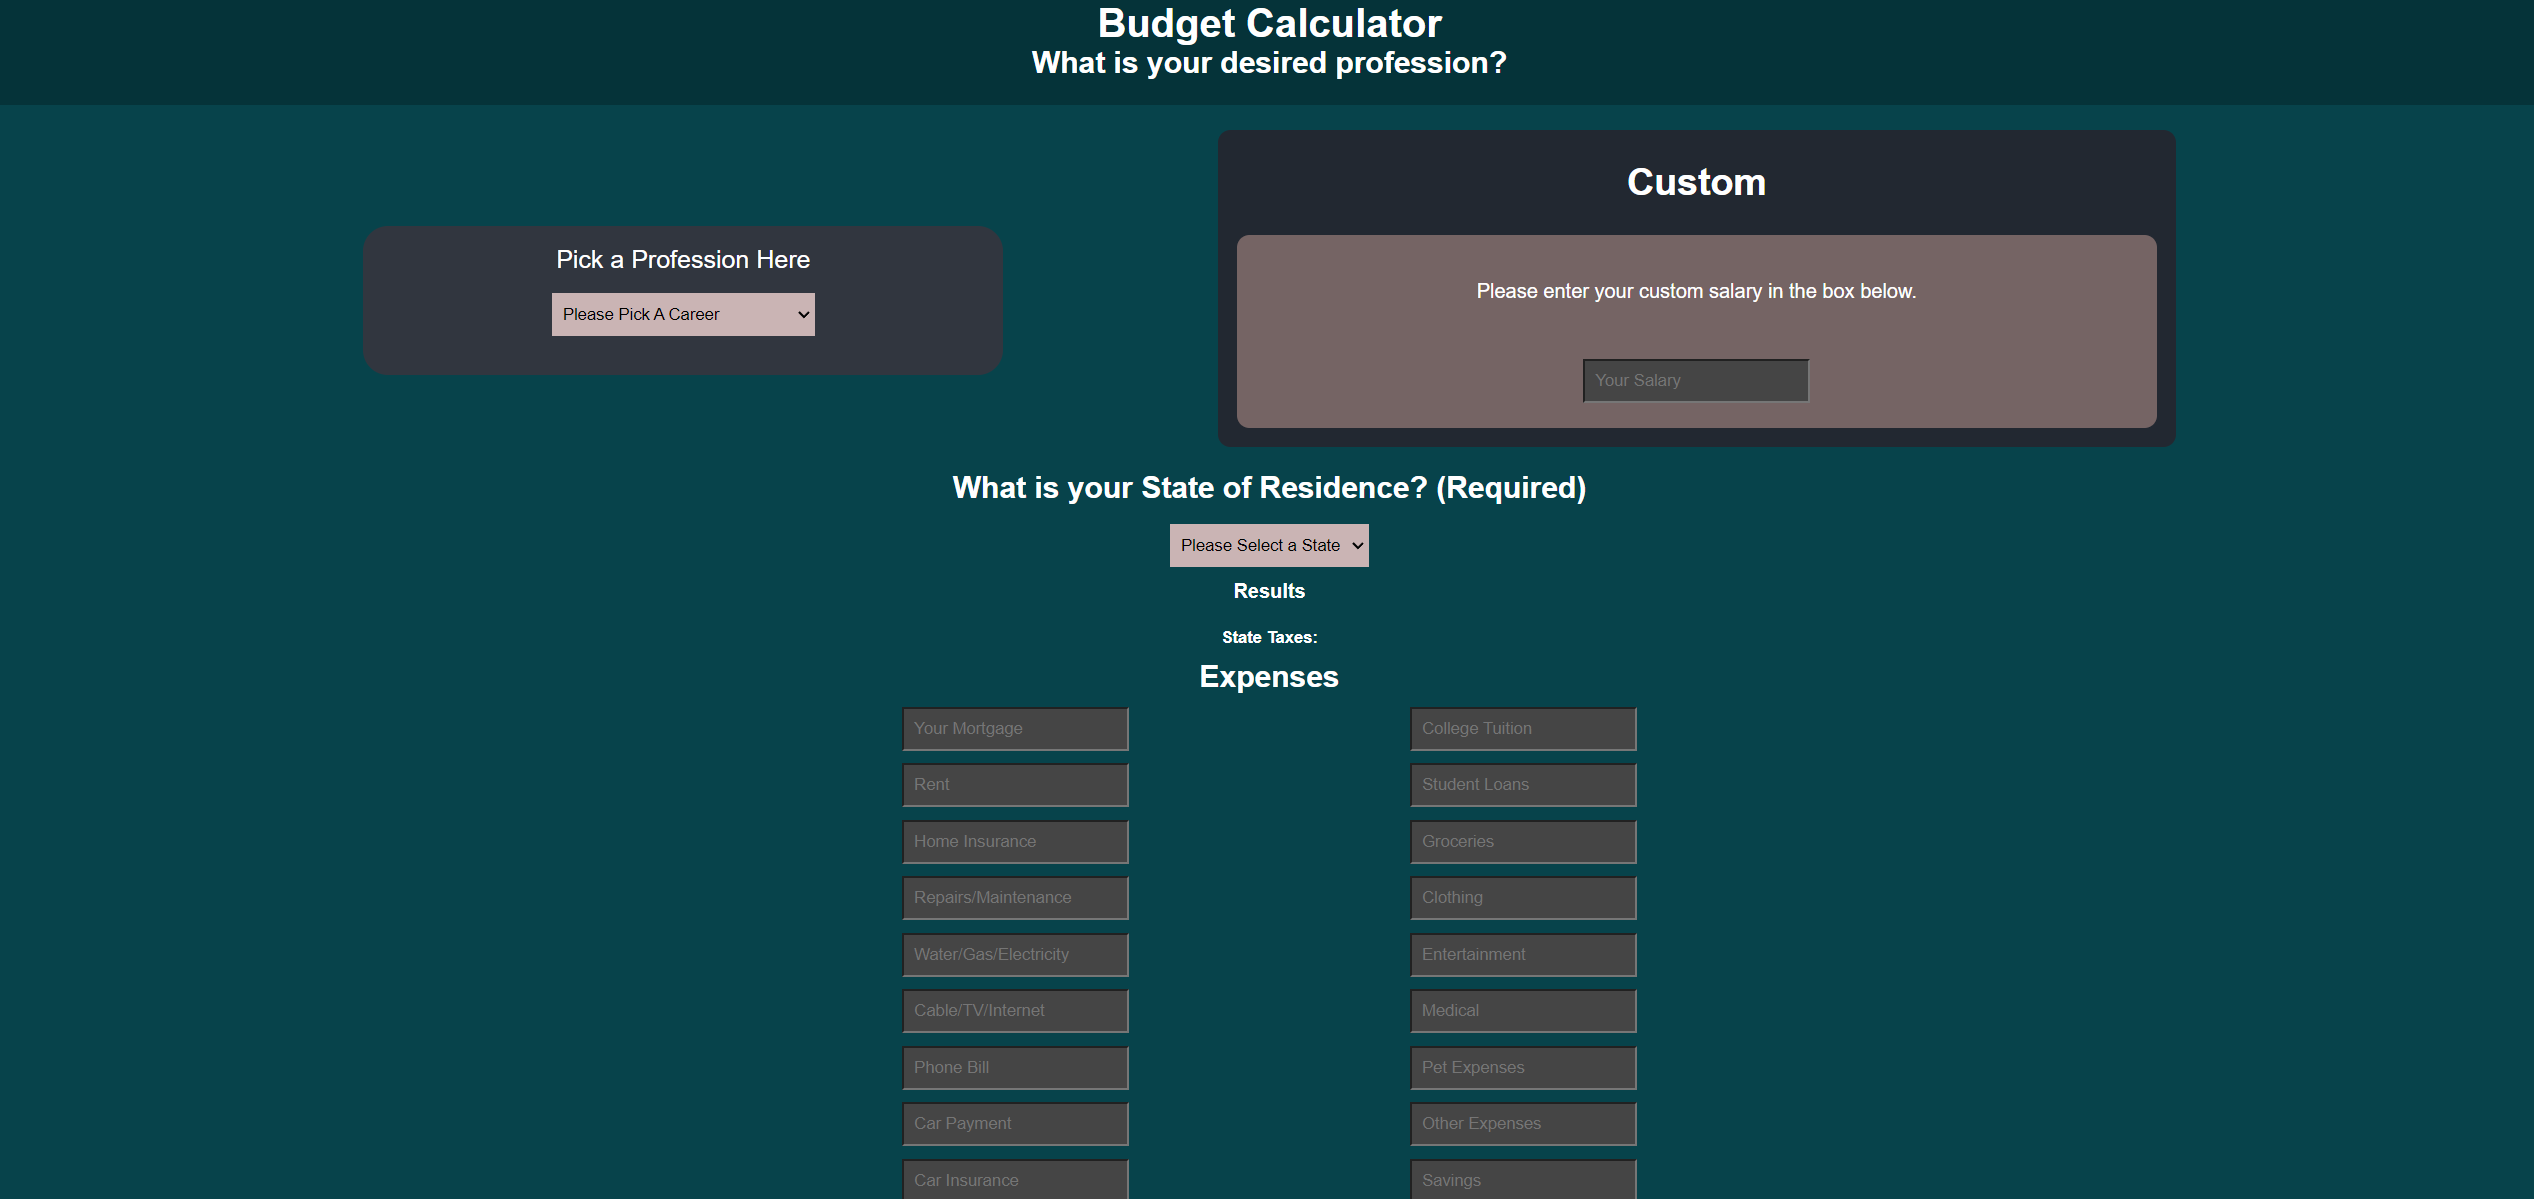 Budget Calculator
What is your desired profession?
Pick a Profession Here
Please Pick A Career
Custom
Please enter your custom salary in the box below.
Your Salary
What is your State of Residence? (Required)
Please Select a State
Results
State Taxes:
Expenses
Your Mortgage
College Tuition
Rent
Student Loans
Home Insurance
Groceries
Repairs/Maintenance
Clothing
Water/Gas/Electricity
Entertainment
Cable/TV/Internet
Medical
Phone Bill
Pet Expenses
Car Payment
Other Expenses
Car Insurance
Savings